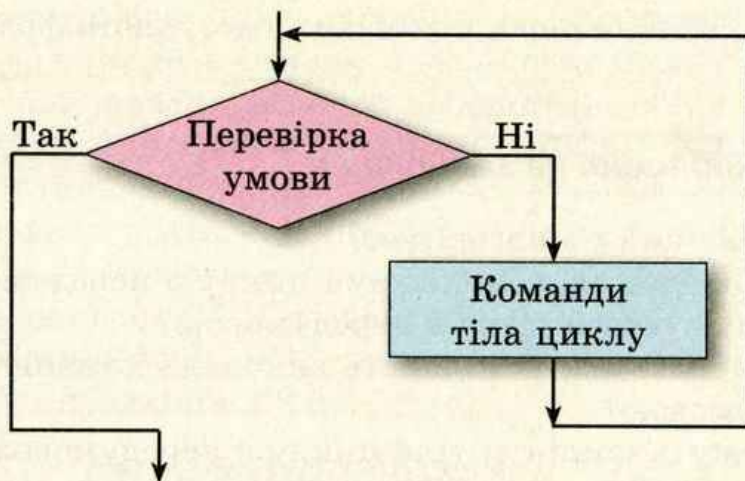 Так
Перевірка
умови
Ні
Команди
тіла циклу